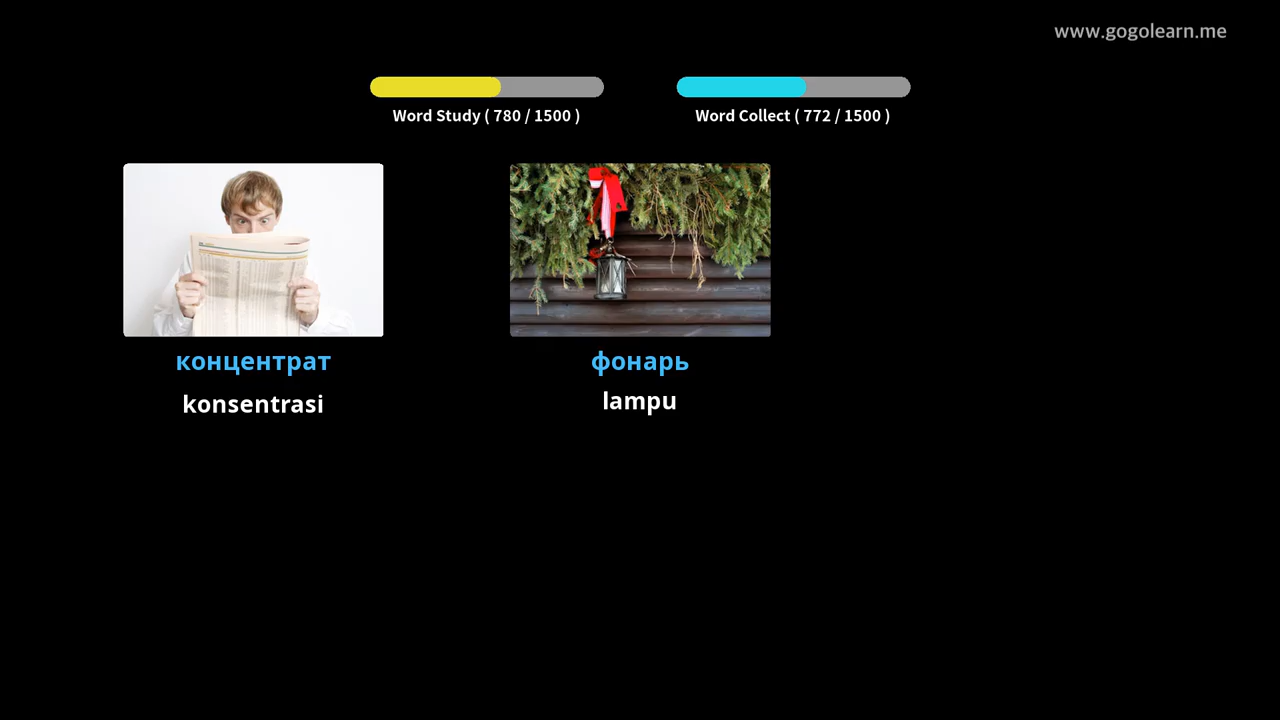 www.gogolearn.me
Word Study ( 780 / 1500 )
Word Collect ( 772 / 1500 )
концентрат
konsentrasi
фонарь
lampu